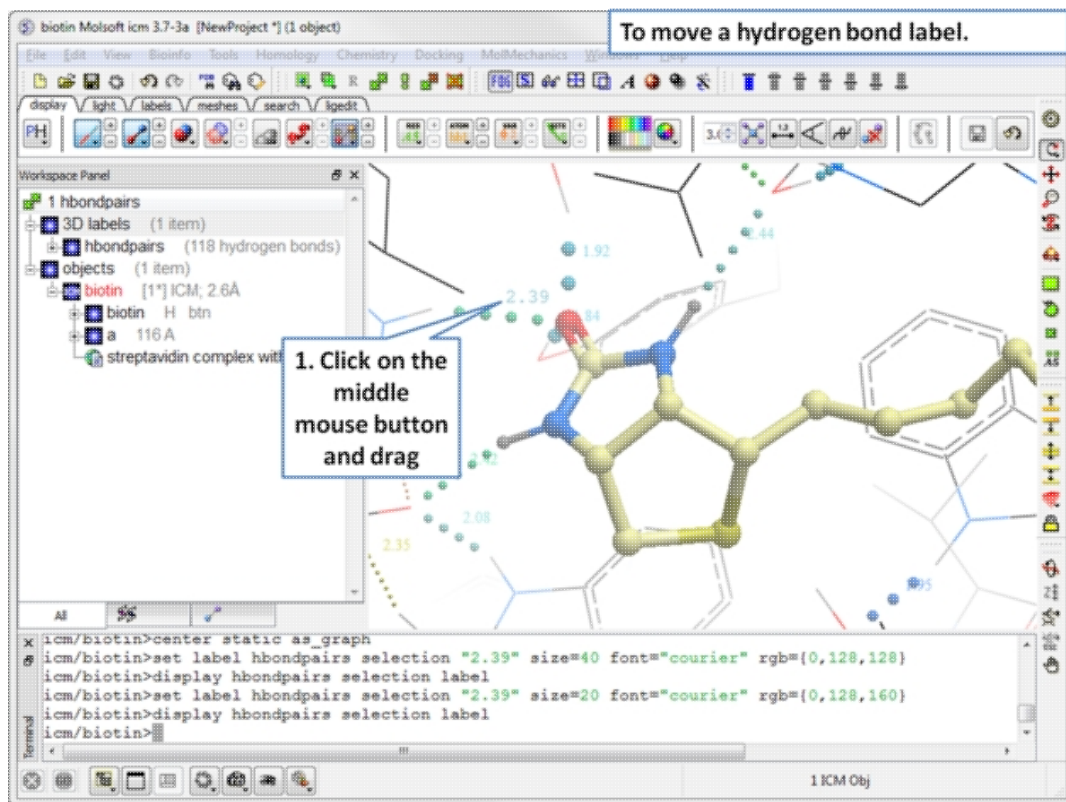 biotin Molsoft icm 3.7-3a [NewProject *] (1 object)
To move a hydrogen bond label.
File Edit View Bioinfo Tools Homology Chemistry Docking MolMechanics Windows Help
display light labels meshes search ligedit
Workspace Panel
1 hbondpairs
3D labels (1 item)
hbondpairs (118 hydrogen bonds)
objects (1 item)
biotin [1*] ICM; 2.6Å
biotin H btn
a 116 A
streptavidin complex with
2.44
1.92
2.39
84
1. Click on the
middle
mouse button
and drag
2.42
2.08
2.35
1.95
All
icm/biotin>center static as_graph
icm/biotin>set label hbondpairs selection "2.39" size=40 font="courier" rgb={0,128,128}
icm/biotin>display hbondpairs selection label
icm/biotin>set label hbondpairs selection "2.39" size=20 font="courier" rgb={0,128,160}
icm/biotin>display hbondpairs selection label
icm/biotin>
Terminal
1 ICM Obj